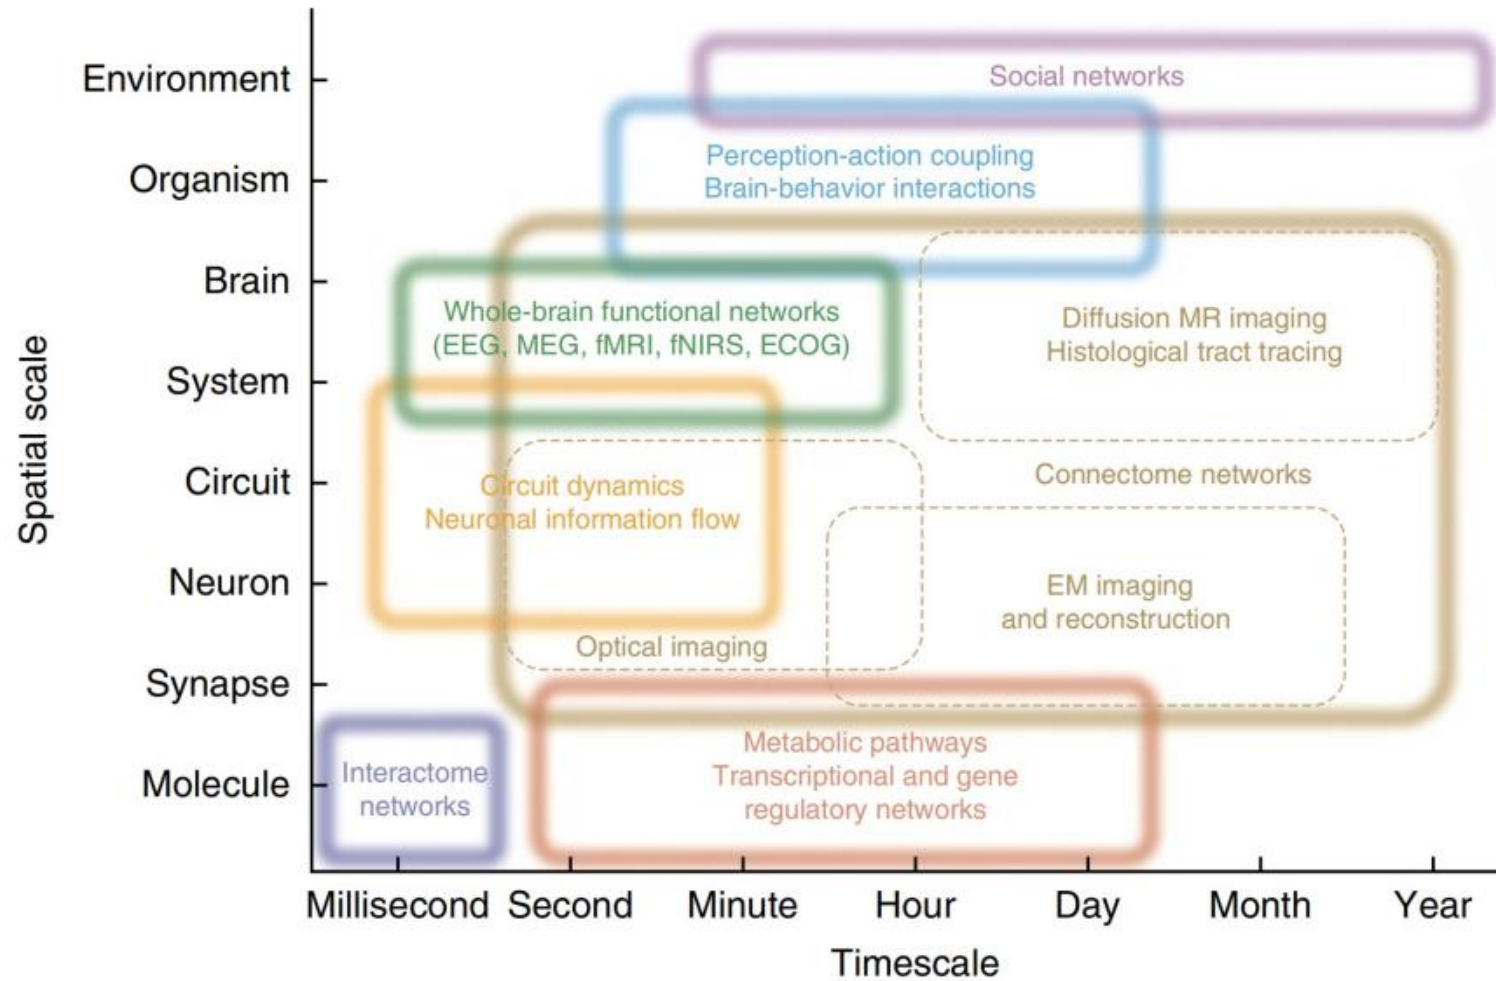 Spatial scale
Environment
Organism
Brain
System
Circuit
Neuron
Synapse
Molecule
Social networks
Perception-action coupling
Brain-behavior interactions
Whole-brain functional networks
(EEG, MEG, fMRI, fNIRS, ECOG)
Diffusion MR imaging
Histological tract tracing
Circuit dynamics
Neuronal information flow
Connectome networks
EM imaging
and reconstruction
Optical imaging
Interactome
networks
Metabolic pathways
Transcriptional and gene
regulatory networks
Millisecond
Second
Minute
Hour
Day
Month
Year
Timescale